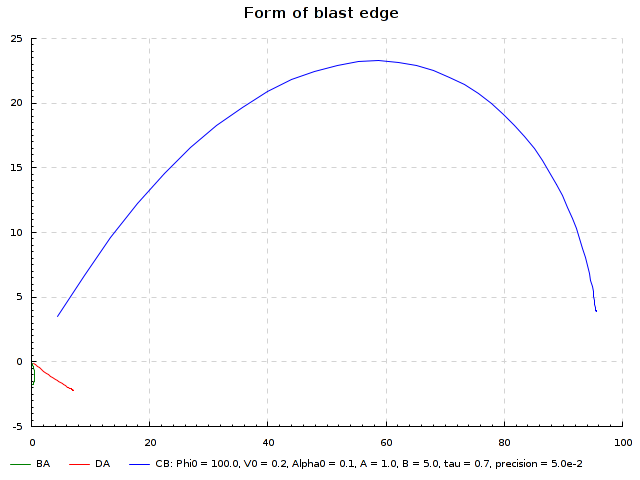 Form of blast edge
25
20
15
10
5
0
-5
0 20 40 60 80 100
BA DA CB: Phi0 = 100.0, V0 = 0.2, Alpha0 = 0.1, A = 1.0, B = 5.0, tau = 0.7, precision = 5.0e-2